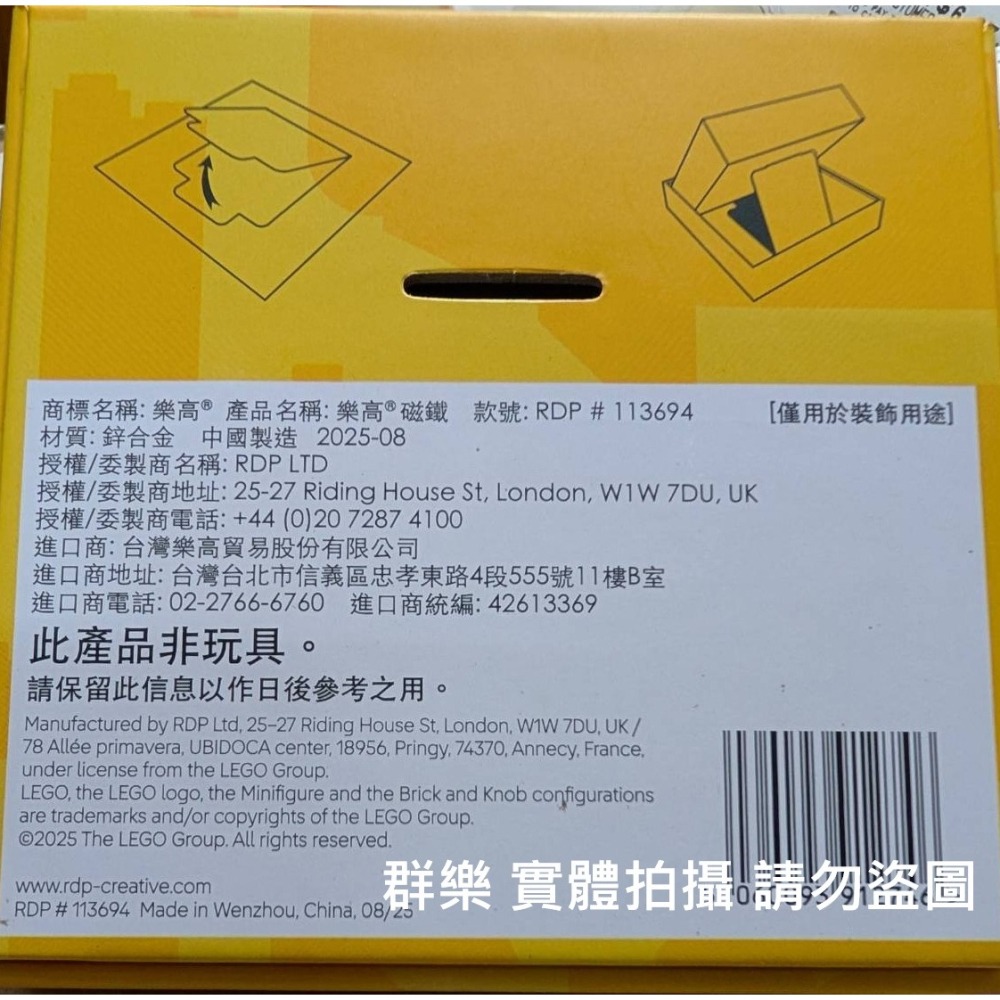 商標名稱: 樂高® 產品名稱: 樂高®磁鐵 款號: RDP # 113694 [僅用於裝飾用途]
材質: 鋅合金 中國製造 2025-08
授權/委製商名稱: RDP LTD
授權/委製商地址: 25-27 Riding House St, London, W1W 7DU, UK
授權/委製商電話: +44 (0)20 7287 4100
進口商: 台灣樂高貿易股份有限公司
進口商地址: 台灣台北市信義區忠孝東路4段555號11樓B室
進口商電話: 02-2766-6760 進口商統編: 42613369
此產品非玩具。
請保留此信息以作日後參考之用。
Manufactured by RDP Ltd, 25–27 Riding House St, London, W1W 7DU, UK /
78 Allée primavera, UBIDOCA center, 18956, Pringy, 74370, Annecy, France,
under license from the LEGO Group.
LEGO, the LEGO logo, the Minifigure and the Brick and Knob configurations
are trademarks and/or copyrights of the LEGO Group.
©2025 The LEGO Group. All rights reserved.
www.rdp-creative.com
RDP # 113694 Made in Wenzhou, China, 08/25
群樂 實體拍攝 請勿盜圖